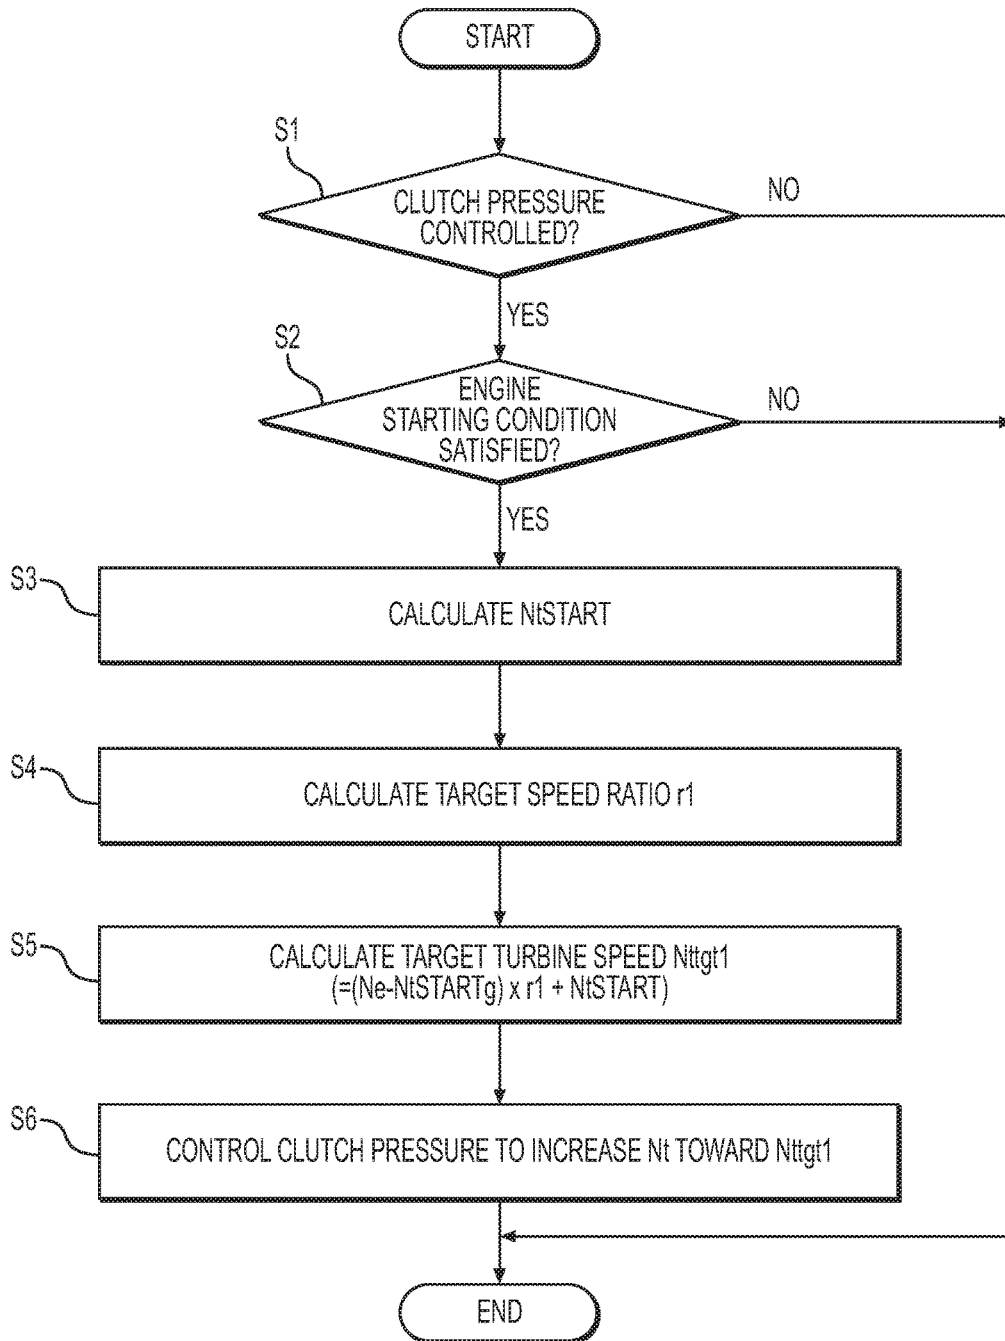 START
S1
CLUTCH PRESSURE
CONTROLLED?
NO
YES
S2
ENGINE
STARTING CONDITION
SATISFIED?
NO
YES
S3
CALCULATE NtSTART
S4
CALCULATE TARGET SPEED RATIO r1
S5
CALCULATE TARGET TURBINE SPEED Nttgt1
(=(Ne-NtSTARTg) x r1 + NtSTART)
S6
CONTROL CLUTCH PRESSURE TO INCREASE Nt TOWARD Nttgt1
END